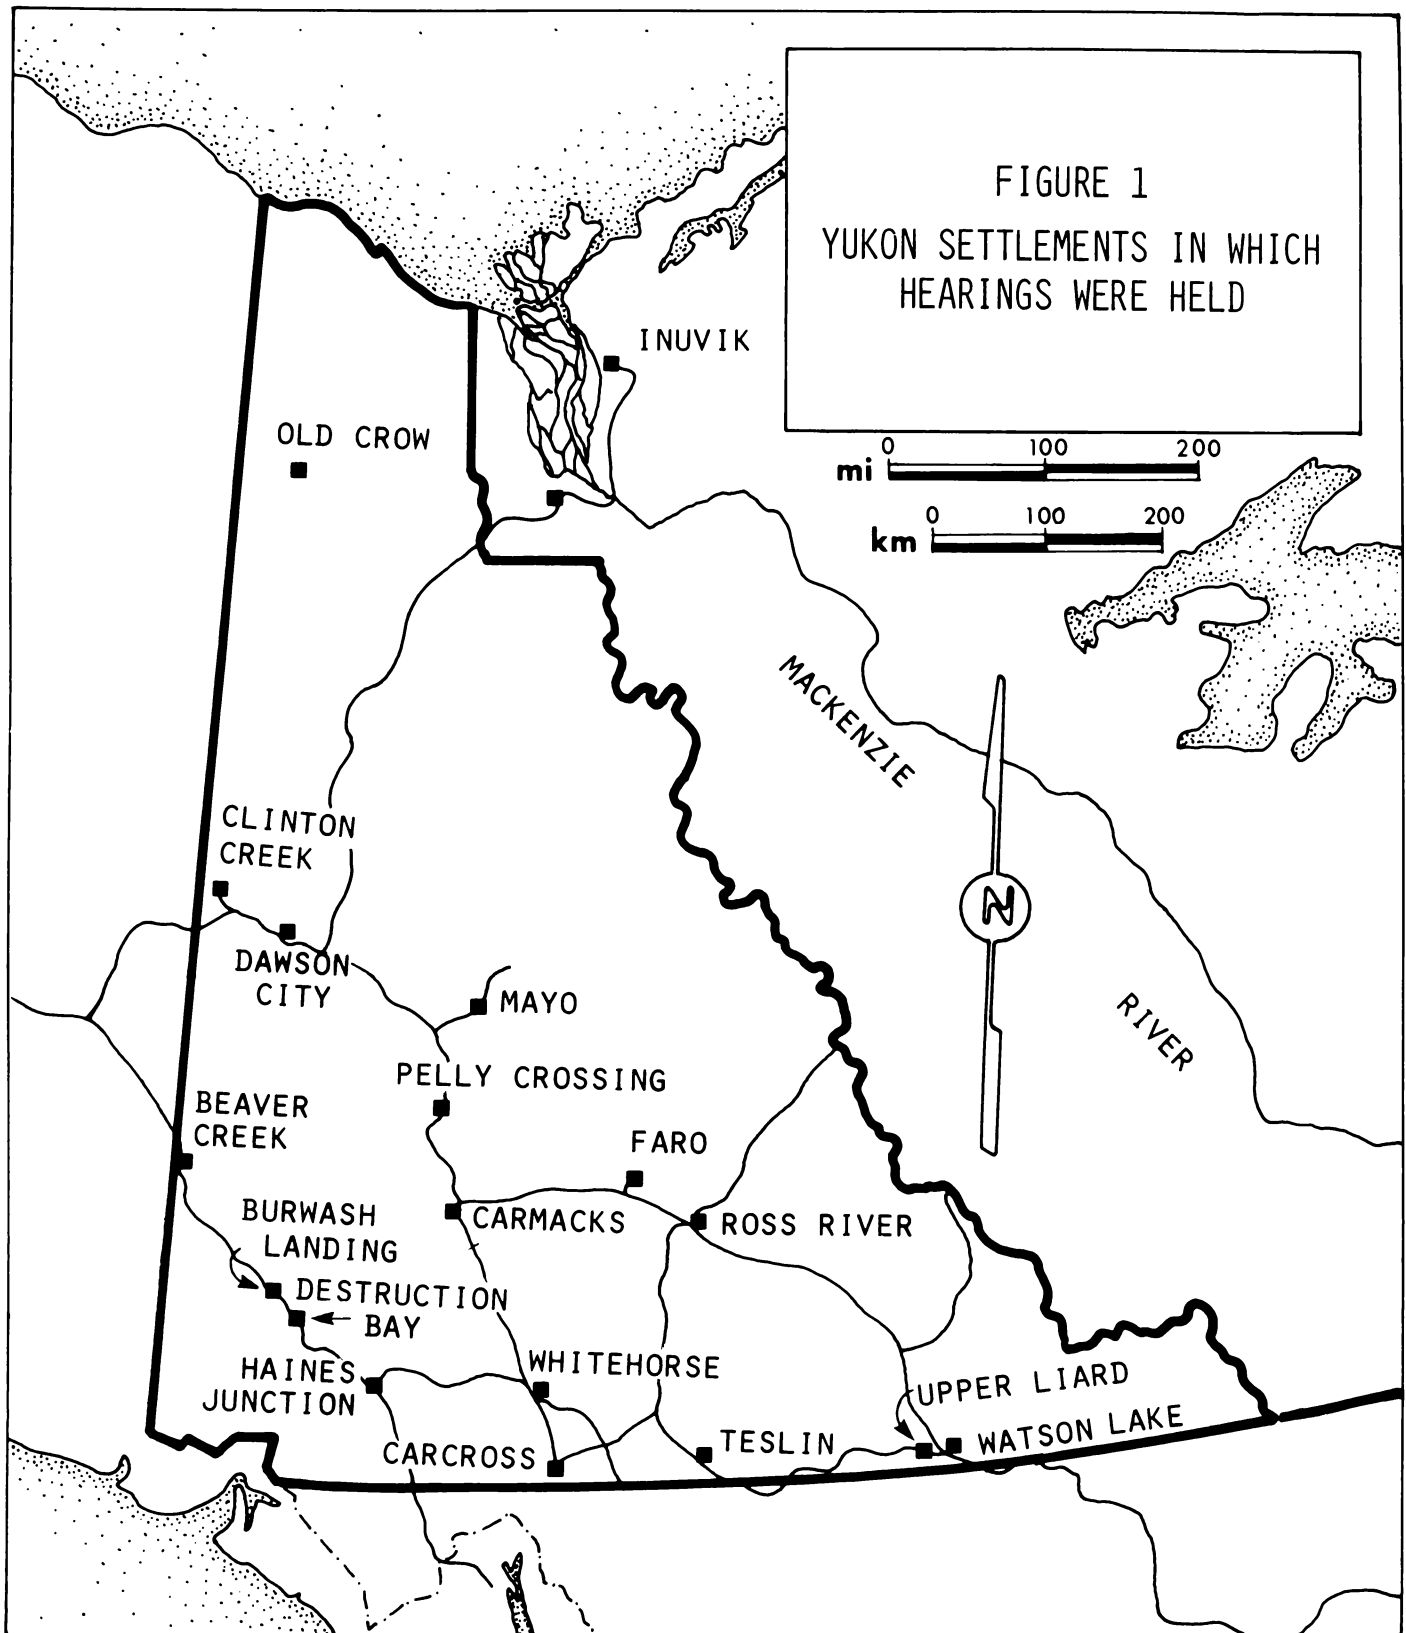 FIGURE 1
YUKON SETTLEMENTS IN WHICH
HEARINGS WERE HELD
INUVIK
OLD CROW
mi
0 100 200
km
0 100 200
MACKENZIE
RIVER
N
CLINTON
CREEK
DAWSON
CITY
MAYO
PELLY CROSSING
BEAVER
CREEK
FARO
BURWASH
LANDING
CARMACKS
ROSS RIVER
DESTRUCTION
BAY
HAINES
JUNCTION
WHITEHORSE
UPPER LIARD
CARCROSS
TESLIN
WATSON LAKE